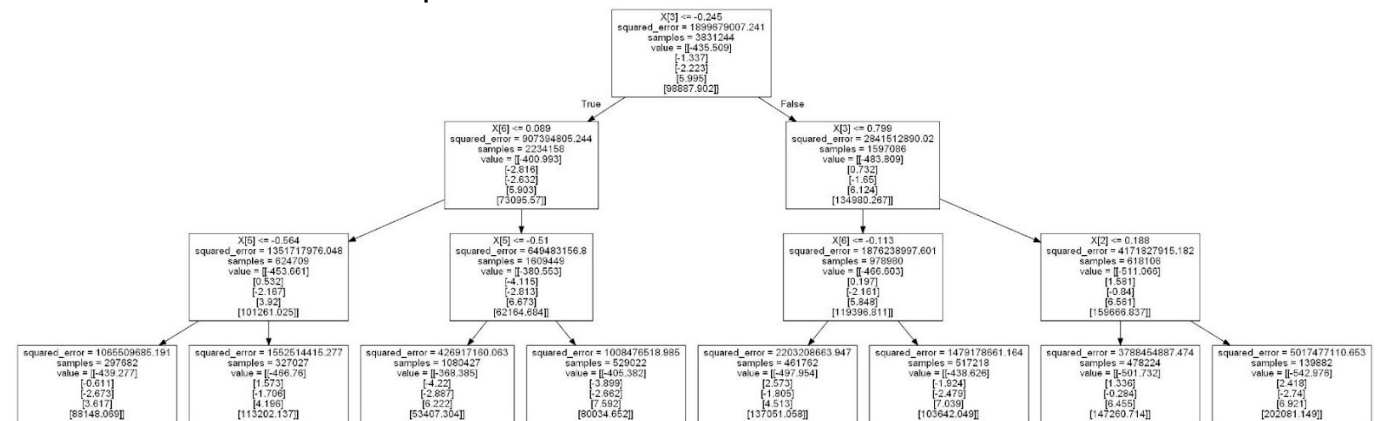 X[3] <= -0.245
squared_error = 1899679007.241
samples = 3831244
value = [[-435.509]
[-1.337]
[-2.223]
[5.995]
[98887.902]]
True
False
X[6] <= 0.089
squared_error = 907394805.244
samples = 2234158
value = [[-400.993]
[-2.816]
[-2.632]
[5.903]
[73095.57]]
X[3] <= 0.799
squared_error = 2841512890.02
samples = 1597086
value = [[-483.809]
[0.732]
[-1.65]
[6.124]
[134980.267]]
X[5] <= -0.564
squared_error = 1351717976.048
samples = 624709
value = [[-453.661]
[0.532]
[-2.167]
[3.92]
[101261.025]]
X[5] <= -0.51
squared_error = 649483156.8
samples = 1609449
value = [[-380.553]
[-4.115]
[-2.813]
[6.673]
[62164.684]]
X[6] <= -0.113
squared_error = 1876238997.601
samples = 978980
value = [[-466.603]
[0.197]
[-2.161]
[5.848]
[119396.811]]
X[2] <= 0.188
squared_error = 4171827915.182
samples = 618106
value = [[-511.066]
[1.581]
[-0.84]
[6.561]
[159666.837]]
squared_error = 1065509685.191
samples = 297682
value = [[-439.277]
[-0.611]
[-2.673]
[3.617]
[88148.069]]
squared_error = 1552514415.277
samples = 327027
value = [[-466.76]
[1.573]
[-1.706]
[4.196]
[113202.137]]
squared_error = 426917160.063
samples = 1080427
value = [[-368.385]
[-4.22]
[-2.887]
[6.222]
[53407.304]]
squared_error = 1008476518.985
samples = 529022
value = [[-405.382]
[-3.899]
[-2.662]
[7.592]
[80034.652]]
squared_error = 2203208663.947
samples = 461762
value = [[-497.954]
[2.573]
[-1.805]
[4.513]
[137051.058]]
squared_error = 1479178661.164
samples = 517218
value = [[-438.626]
[-1.924]
[-2.479]
[7.039]
[103642.049]]
squared_error = 3788454887.474
samples = 478224
value = [[-501.732]
[1.336]
[-0.284]
[6.455]
[147260.714]]
squared_error = 5017477110.653
samples = 139882
value = [[-542.976]
[2.418]
[-2.74]
[6.921]
[202081.149]]